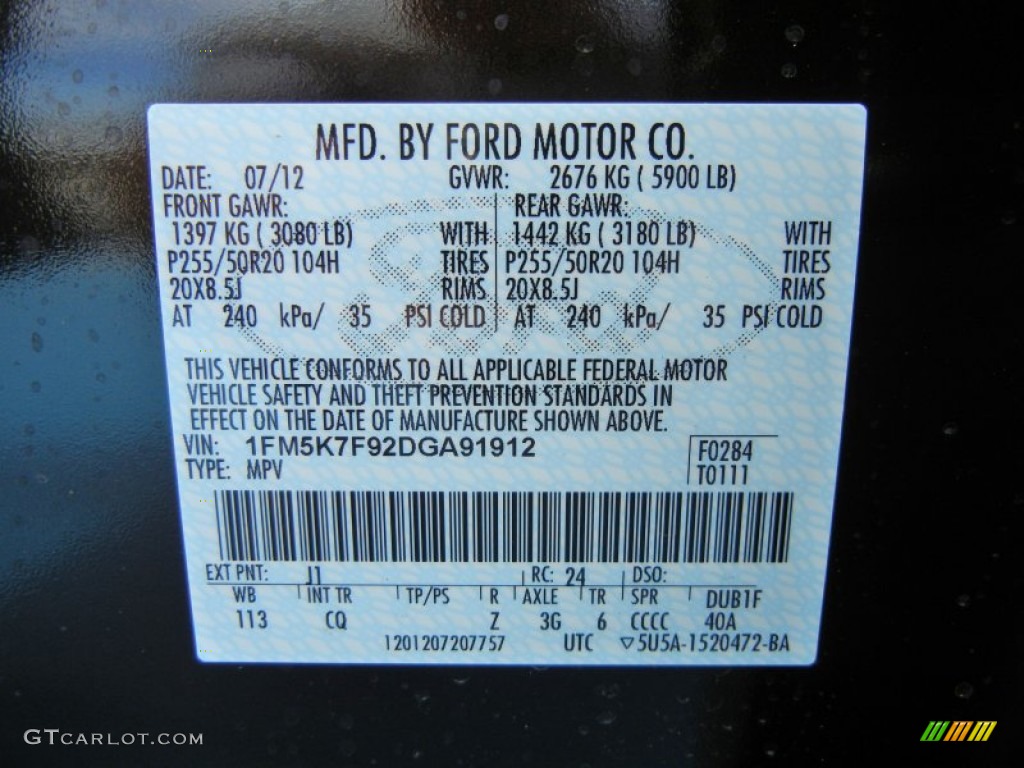 MFD. BY FORD MOTOR CO.
DATE: 07/12 GVWR: 2676 KG ( 5900 LB)
FRONT GAWR: REAR GAWR:
1397 KG ( 3080 LB) WITH 1442 KG ( 3180 LB) WITH
P255/50R20 104H TIRES P255/50R20 104H TIRES
20X8.5J RIMS 20X8.5J RIMS
AT 240 kPa/ 35 PSI COLD AT 240 kPa/ 35 PSI COLD
THIS VEHICLE CONFORMS TO ALL APPLICABLE FEDERAL MOTOR
VEHICLE SAFETY AND THEFT PREVENTION STANDARDS IN
EFFECT ON THE DATE OF MANUFACTURE SHOWN ABOVE.
VIN: 1FM5K7F92DGA91912 F0284
TYPE: MPV T0111
EXT PNT: J1 RC: 24 DSO:
WB INT TR TP/PS R AXLE TR SPR DUB1F
113 CQ Z 3G 6 CCCC 40A
1201207207757 UTC ▽5U5A-1520472-BA
GTCARLOT.COM